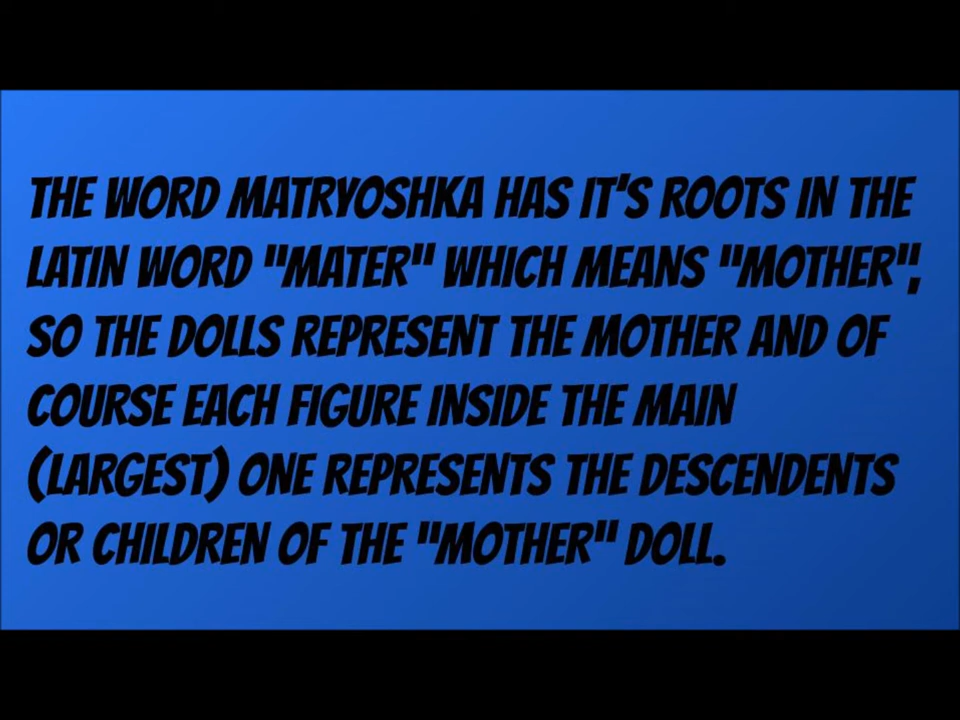 THE WORD MATRYOSHKA HAS IT'S ROOTS IN THE
LATIN WORD "MATER" WHICH MEANS "MOTHER",
SO THE DOLLS REPRESENT THE MOTHER AND OF
COURSE EACH FIGURE INSIDE THE MAIN
(LARGEST) ONE REPRESENTS THE DESCENDENTS
OR CHILDREN OF THE "MOTHER" DOLL.